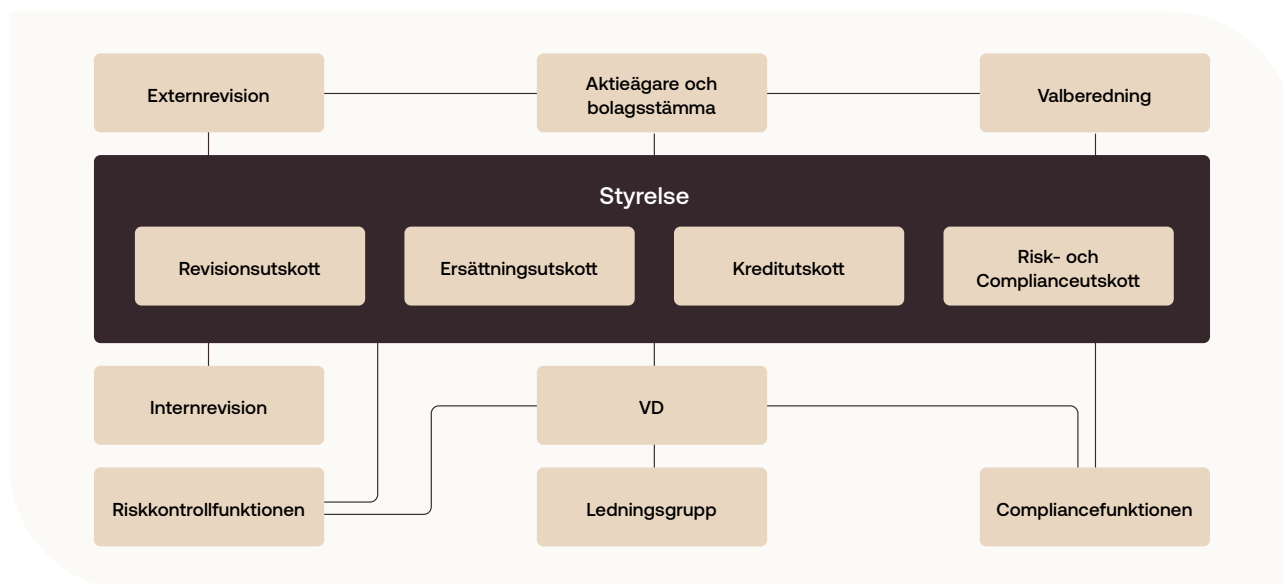 Externrevision
Aktieägare och
bolagsstämma
Valberedning
Styrelse
Revisionsutskott
Ersättningsutskott
Kreditutskott
Risk- och
Complianceutskott
Internrevision
VD
Riskkontrollfunktionen
Ledningsgrupp
Compliancefunktionen